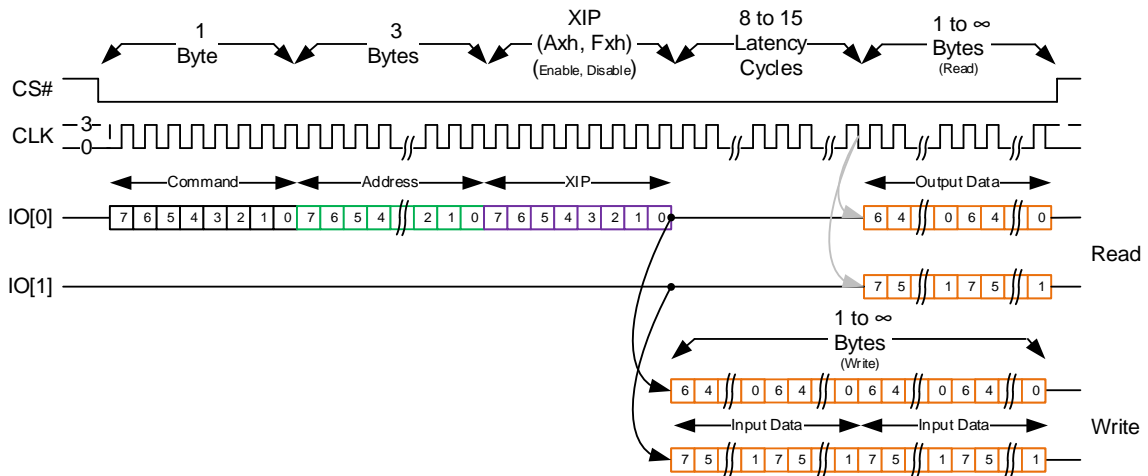 1 Byte
3 Bytes
XIP (Axh, Fxh) (Enable, Disable)
8 to 15 Latency Cycles
1 to ∞ Bytes (Read)
CS#
CLK 3 0
Command Address XIP Output Data
IO[0] 7 6 5 4 3 2 1 0 7 6 5 4 2 1 0 7 6 5 4 3 2 1 0 6 4 0 6 4 0
Read
IO[1] 7 5 1 7 5 1
1 to ∞ Bytes (Write)
6 4 0 6 4 0 6 4 0 6 4 0
Input Data Input Data
Write
7 5 1 7 5 1 7 5 1 7 5 1